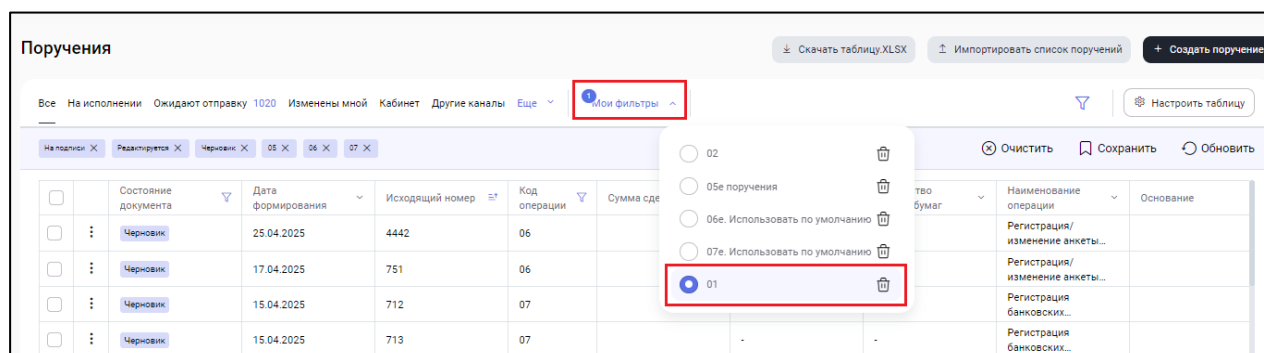 Поручения
Скачать таблицу.XLSX
Импортировать список поручений
+ Создать поручение
Все На исполнении Ожидают отправку 1020 Изменены мной Кабинет Другие каналы Еще
1
Мои фильтры
Настроить таблицу
На подписи
Редактируется
Черновик
05
06
07
Очистить
Сохранить
Обновить
02
05е поручения
06е. Использовать по умолчанию
07е. Использовать по умолчанию
01
Состояние
документа
Дата
формирования
Исходящий номер
Код
операции
Сумма сде
тво
бумаг
Наименование
операции
Основание
Черновик 25.04.2025 4442 06
Регистрация/
изменение анкеты...
Черновик 17.04.2025 751 06
Регистрация/
изменение анкеты...
Черновик 15.04.2025 712 07
Регистрация
банковских...
Черновик 15.04.2025 713 07 - -
Регистрация
банковских...